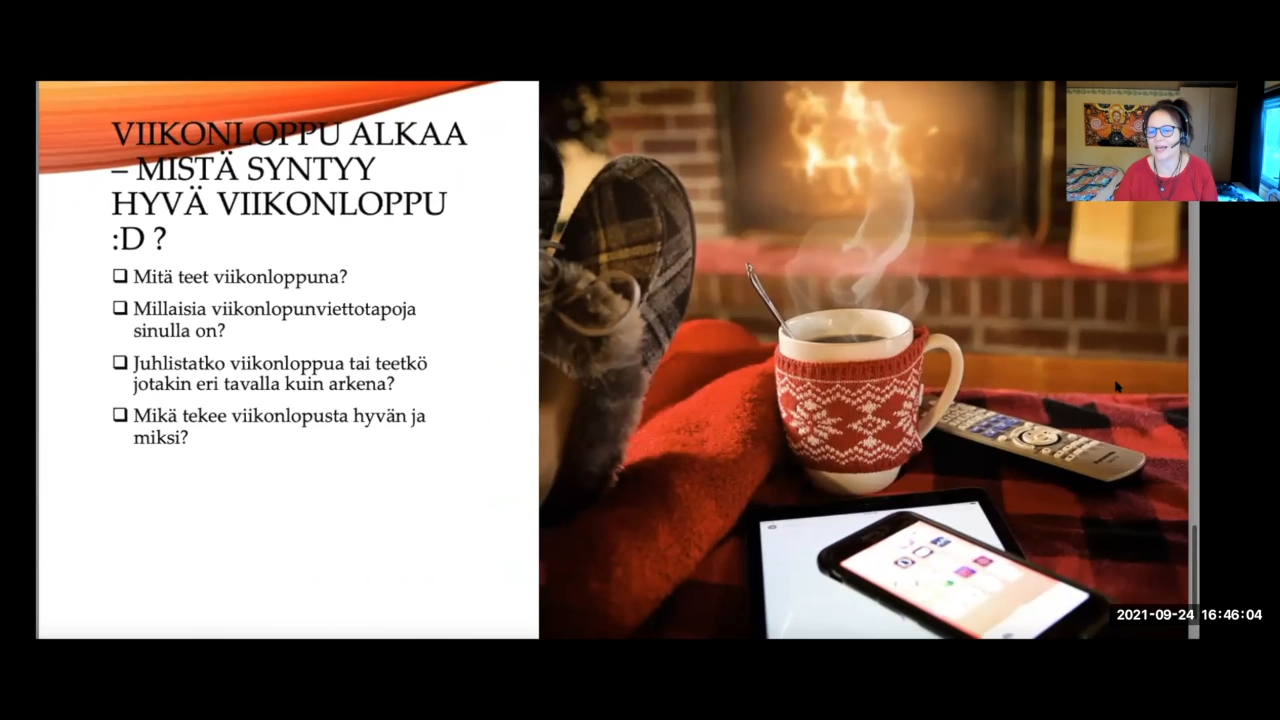 VIIKONLOPPU ALKAA
– MISTÄ SYNTYY
HYVÄ VIIKONLOPPU
:D ?
❑ Mitä teet viikonloppuna?
❑ Millaisia viikonlopunviettotapoja
sinulla on?
❑ Juhlistatko viikonloppua tai teetkö
jotakin eri tavalla kuin arkena?
❑ Mikä tekee viikonlopusta hyvän ja
miksi?
Panasonic
2021-09-24 16:46:04